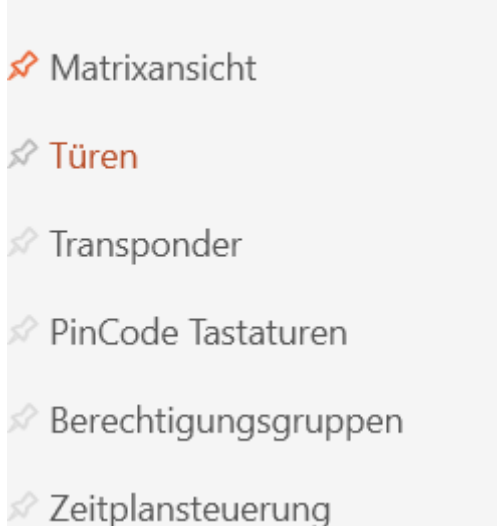 Matrixansicht
Türen
Transponder
PinCode Tastaturen
Berechtigungsgruppen
Zeitplansteuerung